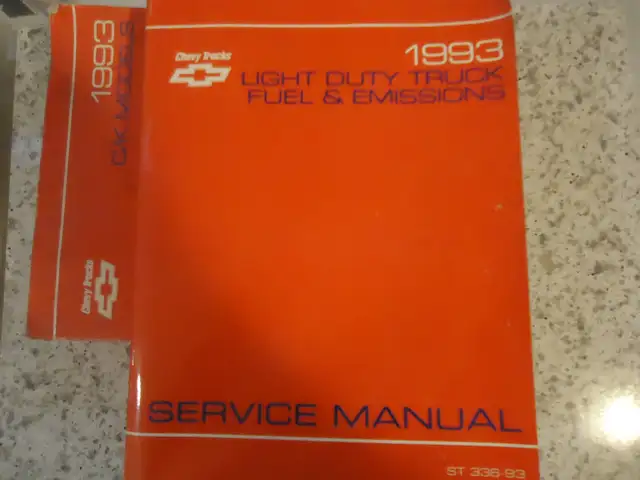 1993
C/K MODELS
Chevy Trucks
Chevy Trucks
1993
LIGHT DUTY TRUCK
FUEL & EMISSIONS
SERVICE MANUAL
ST 336-93